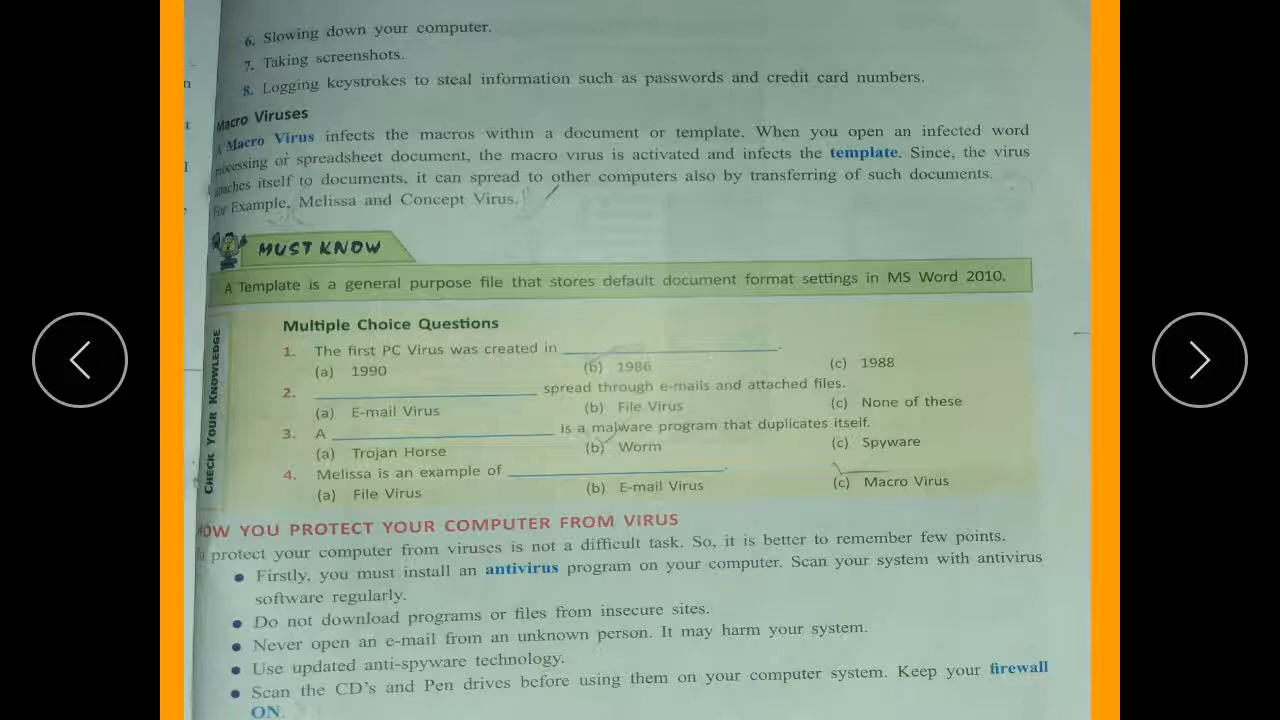 6. Slowing down your computer.
7. Taking screenshots.
8. Logging keystrokes to steal information such as passwords and credit card numbers.
Macro Viruses
A Macro Virus infects the macros within a document or template. When you open an infected word
processing or spreadsheet document, the macro virus is activated and infects the template. Since, the virus
attaches itself to documents, it can spread to other computers also by transferring of such documents.
For Example, Melissa and Concept Virus.
MUST KNOW
A Template is a general purpose file that stores default document format settings in MS Word 2010.
CHECK YOUR KNOWLEDGE
Multiple Choice Questions
1. The first PC Virus was created in ____________.
(a) 1990 (b) 1986 (c) 1988
2. ____________ spread through e-mails and attached files.
(a) E-mail Virus (b) File Virus (c) None of these
3. A ____________ is a malware program that duplicates itself.
(a) Trojan Horse (b) Worm (c) Spyware
4. Melissa is an example of ____________.
(a) File Virus (b) E-mail Virus (c) Macro Virus
HOW YOU PROTECT YOUR COMPUTER FROM VIRUS
To protect your computer from viruses is not a difficult task. So, it is better to remember few points.
• Firstly, you must install an antivirus program on your computer. Scan your system with antivirus
software regularly.
• Do not download programs or files from insecure sites.
• Never open an e-mail from an unknown person. It may harm your system.
• Use updated anti-spyware technology.
• Scan the CD's and Pen drives before using them on your computer system. Keep your firewall
ON.